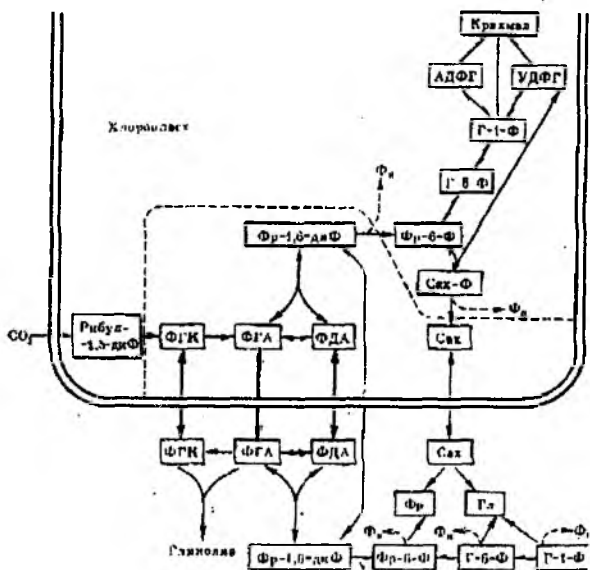 Крахмал
АДФГ УДФГ
Хлоропласт
Г-1-Ф
Фн
Г-6-Ф
Фр-1,6-диФ Фр-6-Ф
Сах-Ф
Фн
Рибул-
-1,5-диФ
CO₂ ФГК ФГА ФДА Сах
ФГК ФГА ФДА Сах
Фр Гл
Гликолиз Фн Фн Ф
Фр-1,6-диФ Фр-6-Ф Г-6-Ф Г-1-Ф